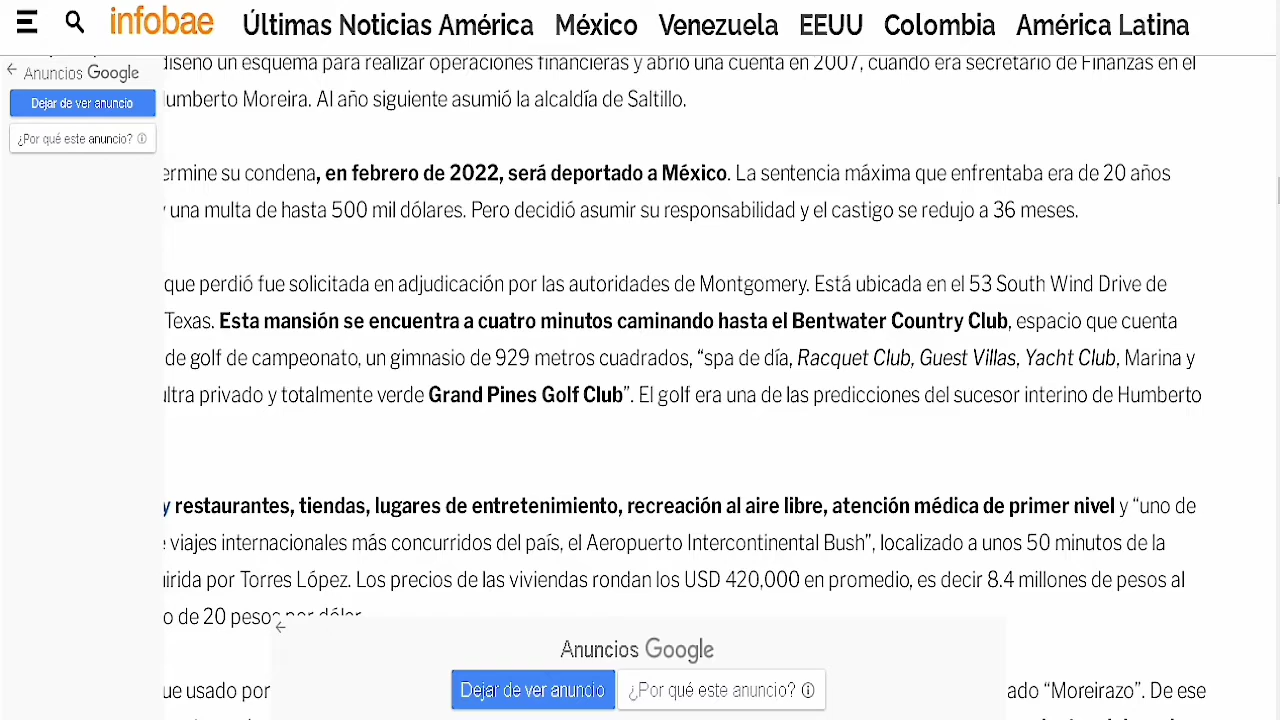 infobae Últimas Noticias América México Venezuela EEUU Colombia América Latina
diseñó un esquema para realizar operaciones financieras y abrió una cuenta en 2007, cuando era secretario de Finanzas en el
Anuncios Google
Dejar de ver anuncio
umberto Moreira. Al año siguiente asumió la alcaldía de Saltillo.
¿Por qué este anuncio?
ermine su condena, en febrero de 2022, será deportado a México. La sentencia máxima que enfrentaba era de 20 años
y una multa de hasta 500 mil dólares. Pero decidió asumir su responsabilidad y el castigo se redujo a 36 meses.
que perdió fue solicitada en adjudicación por las autoridades de Montgomery. Está ubicada en el 53 South Wind Drive de
Texas. Esta mansión se encuentra a cuatro minutos caminando hasta el Bentwater Country Club, espacio que cuenta
de golf de campeonato, un gimnasio de 929 metros cuadrados, “spa de día, Racquet Club, Guest Villas, Yacht Club, Marina y
ultra privado y totalmente verde Grand Pines Golf Club”. El golf era una de las predicciones del sucesor interino de Humberto
y restaurantes, tiendas, lugares de entretenimiento, recreación al aire libre, atención médica de primer nivel y “uno de
viajes internacionales más concurridos del país, el Aeropuerto Intercontinental Bush”, localizado a unos 50 minutos de la
irida por Torres López. Los precios de las viviendas rondan los USD 420,000 en promedio, es decir 8.4 millones de pesos al
o de 20 pesos por dólar
Anuncios Google
Dejar de ver anuncio ¿Por qué este anuncio?
ue usado por ado “Moreirazo”. De ese